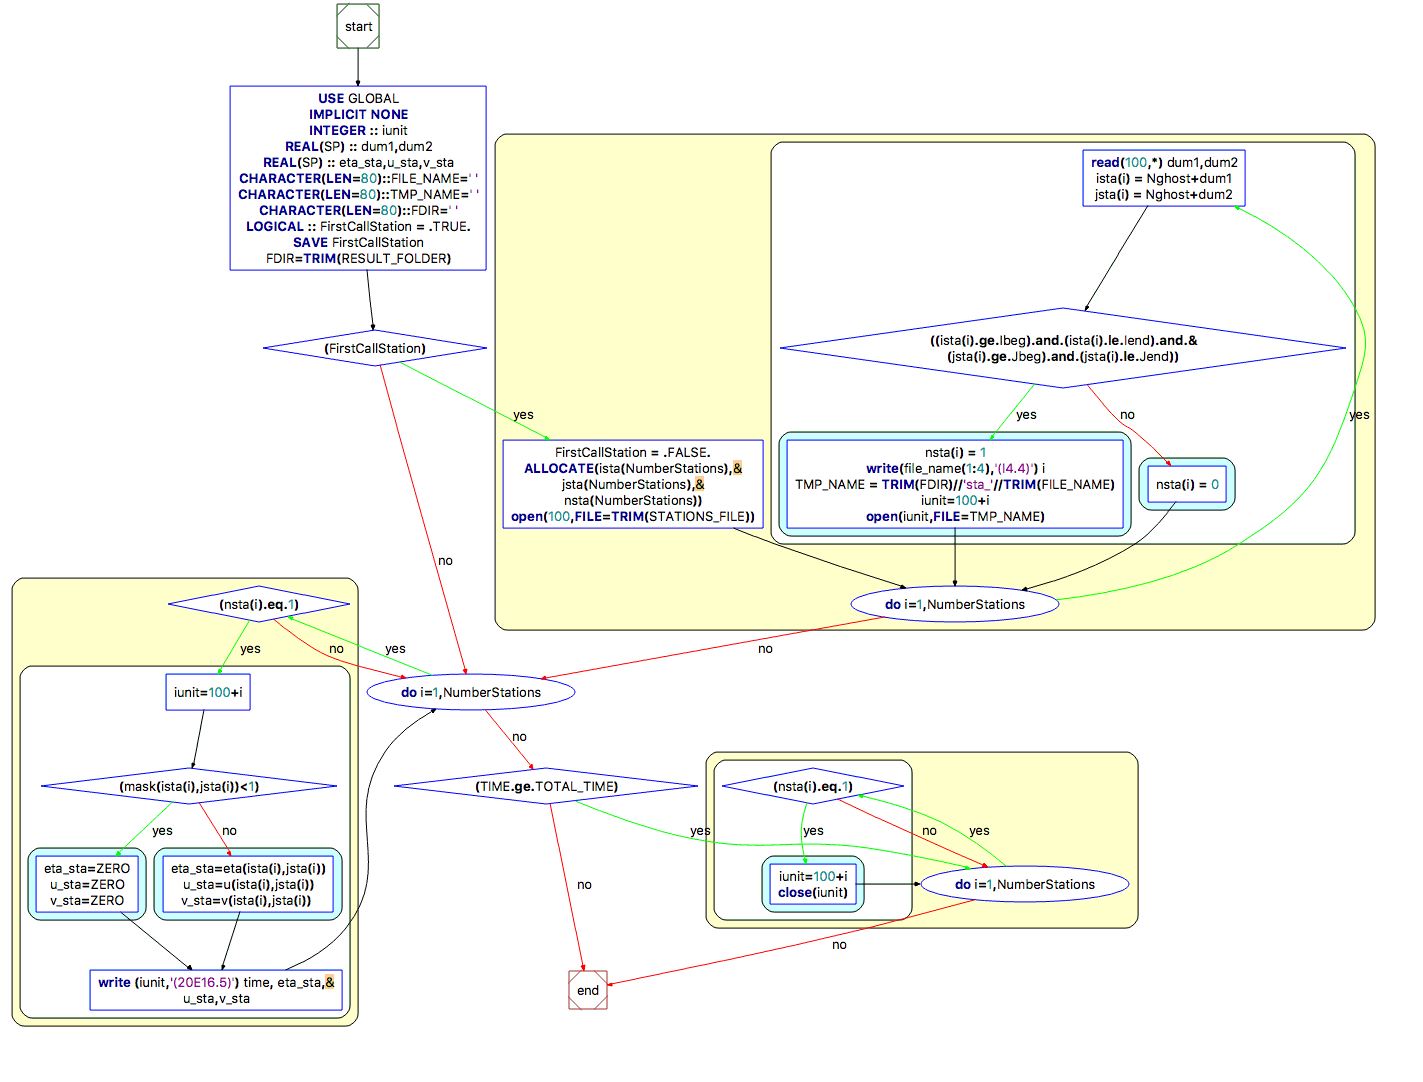 start
USE GLOBAL
IMPLICIT NONE
INTEGER :: iunit
REAL(SP) :: dum1,dum2
REAL(SP) :: eta_sta,u_sta,v_sta
CHARACTER(LEN=80)::FILE_NAME=' '
CHARACTER(LEN=80)::TMP_NAME=' '
CHARACTER(LEN=80)::FDIR=' '
LOGICAL :: FirstCallStation = .TRUE.
SAVE FirstCallStation
FDIR=TRIM(RESULT_FOLDER)
(FirstCallStation)
yes
no
FirstCallStation = .FALSE.
ALLOCATE(ista(NumberStations),&
jsta(NumberStations),&
nsta(NumberStations))
open(100,FILE=TRIM(STATIONS_FILE))
read(100,*) dum1,dum2
ista(i) = Nghost+dum1
jsta(i) = Nghost+dum2
((ista(i).ge.Ibeg).and.(ista(i).le.Iend).and.&
(jsta(i).ge.Jbeg).and.(jsta(i).le.Jend))
yes
no
yes
nsta(i) = 1
write(file_name(1:4),'(I4.4)') i
TMP_NAME = TRIM(FDIR)//'sta_'//TRIM(FILE_NAME)
iunit=100+i
open(iunit,FILE=TMP_NAME)
nsta(i) = 0
do i=1,NumberStations
no
(nsta(i).eq.1)
yes
no
yes
iunit=100+i
do i=1,NumberStations
no
(mask(ista(i),jsta(i))<1)
yes
no
eta_sta=ZERO
u_sta=ZERO
v_sta=ZERO
eta_sta=eta(ista(i),jsta(i))
u_sta=u(ista(i),jsta(i))
v_sta=v(ista(i),jsta(i))
write (iunit,'(20E16.5)') time, eta_sta,&
u_sta,v_sta
(TIME.ge.TOTAL_TIME)
yes
no
(nsta(i).eq.1)
yes
no
yes
iunit=100+i
close(iunit)
do i=1,NumberStations
no
end